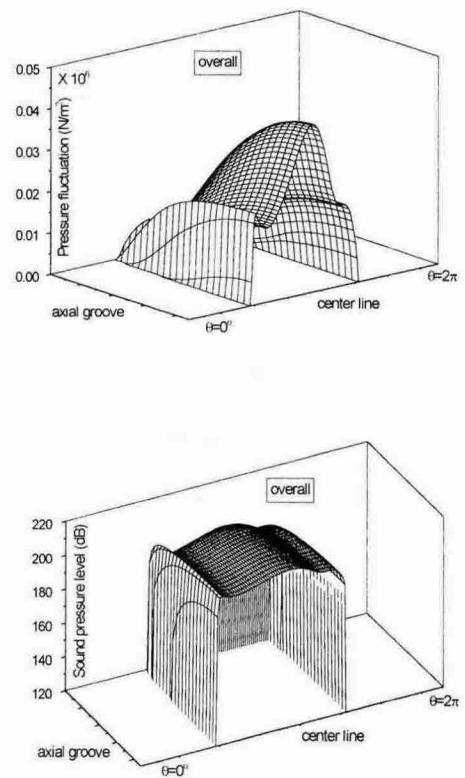 0.05
X 10⁶
overall
0.04
0.03
0.02
0.01
0.00
Pressure fluctuation (N/m²)
axial groove
θ=0°
center line
θ=2π
220
overall
200
180
160
140
120
Sound pressure level (dB)
axial groove
θ=0°
center line
θ=2π